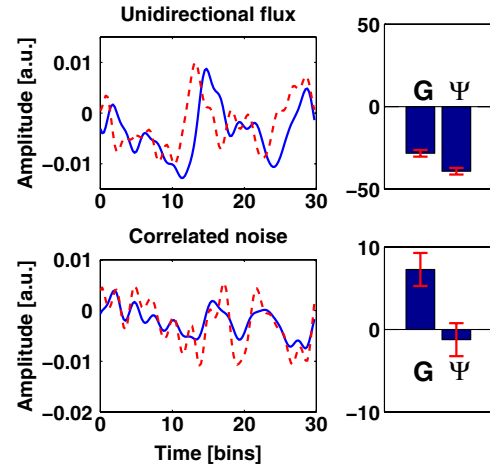 Unidirectional flux
Amplitude [a.u.]
0.01
0
−0.01
0 10 20 30
50
0
−50
G Ψ
Correlated noise
Amplitude [a.u.]
0.01
0
−0.01
−0.02
0 10 20 30
Time [bins]
10
0
−10
G Ψ